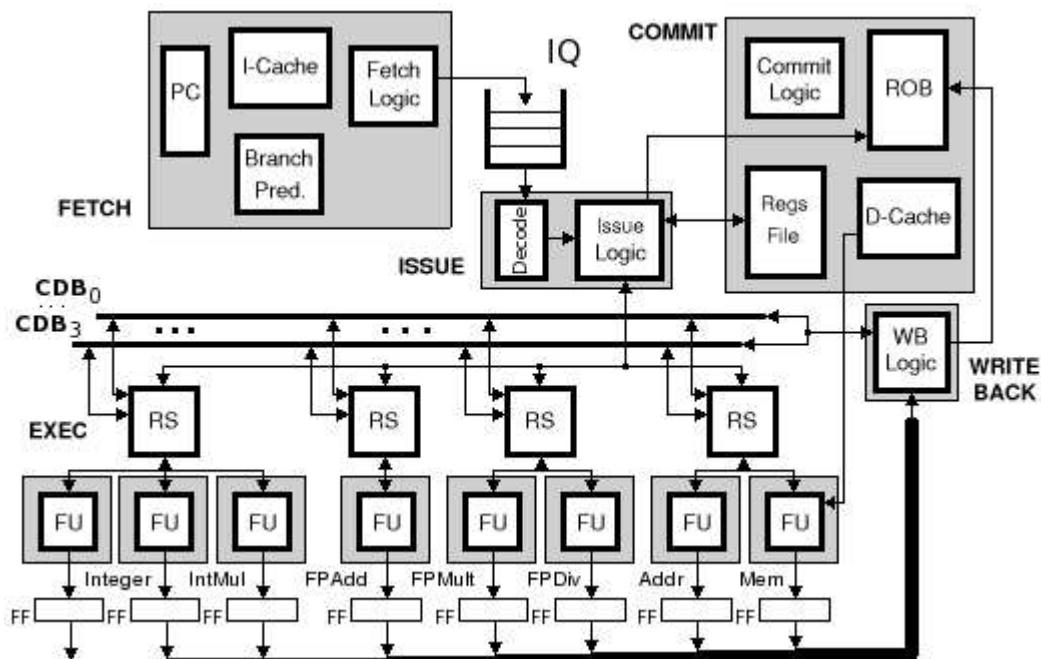 IQ
COMMIT
PC
I-Cache
Fetch
Logic
Branch
Pred.
FETCH
Commit
Logic
ROB
Regs
File
D-Cache
Decode
Issue
Logic
ISSUE
CDB0
. . .
CDB3
. . .
. . .
WB
Logic
WRITE
BACK
EXEC
RS
RS
RS
RS
FU
FU
FU
FU
FU
FU
FU
FU
Integer
IntMul
FPAdd
FPMult
FPDiv
Addr
Mem
FF
FF
FF
FF
FF
FF
FF
FF